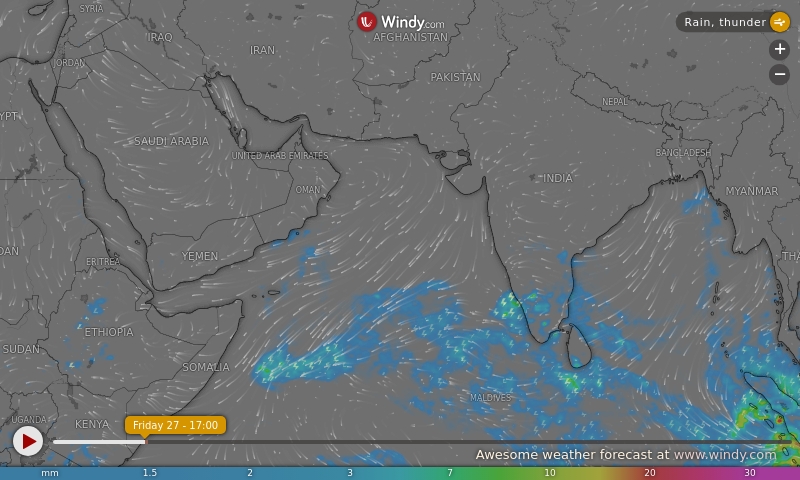 SYRIA
Windy.com
Rain, thunder
IRAQ
IRAN
AFGHANISTAN
JORDAN
PAKISTAN
+
−
NEPAL
YPT
SAUDI ARABIA
UNITED ARAB EMIRATES
BANGLADESH
OMAN
INDIA
MYANMAR
DAN
YEMEN
THA
ERITREA
ETHIOPIA
SUDAN
SOMALIA
MALDIVES
UGANDA
KENYA
Friday 27 - 17:00
Awesome weather forecast at www.windy.com
mm 1.5 2 3 7 10 20 30